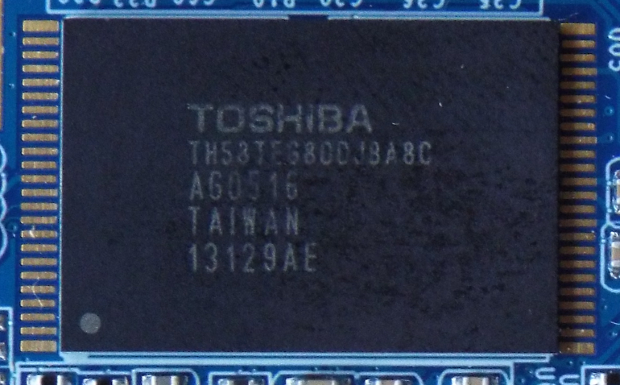 TOSHIBA
TH58TEG8DDJBA8C
AG0516
TAIWAN
13129AE